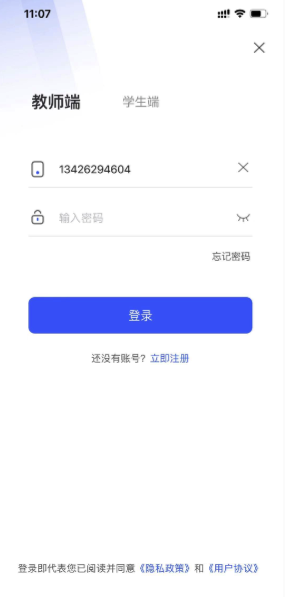 11:07
教师端 学生端
13426294604
输入密码
忘记密码
登录
还没有账号？立即注册
登录即代表您已阅读并同意《隐私政策》和《用户协议》